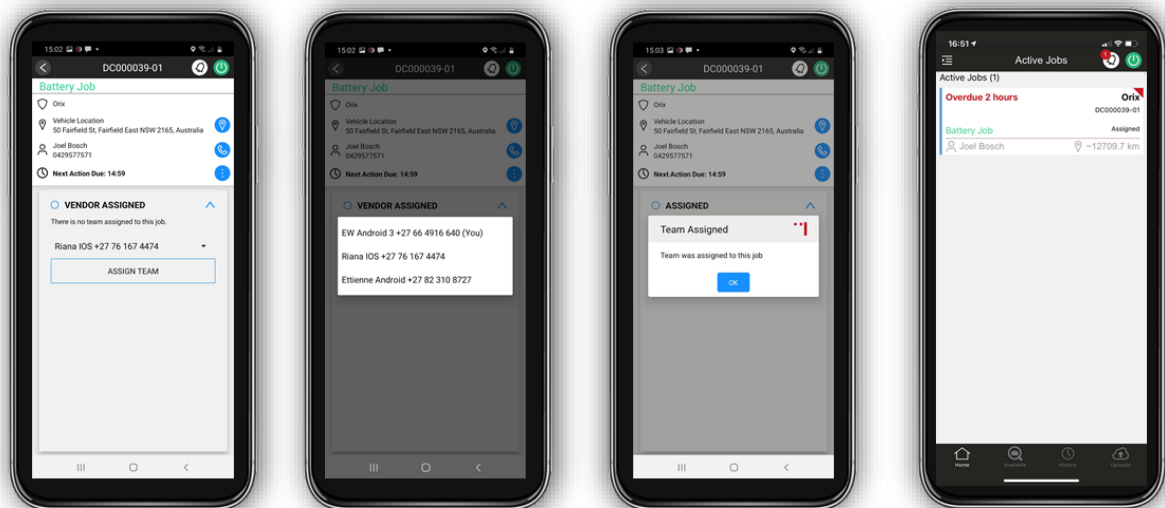 15:02
DC000039-01
Battery Job
Orix
Vehicle Location
50 Fairfield St, Fairfield East NSW 2165, Australia
Joel Bosch
0429577571
Next Action Due: 14:59
VENDOR ASSIGNED
There is no team assigned to this job.
Riana IOS +27 76 167 4474
ASSIGN TEAM
15:02
DC000039-01
Battery Job
Orix
Vehicle Location
50 Fairfield St, Fairfield East NSW 2165, Australia
Joel Bosch
0429577571
Next Action Due: 14:59
VENDOR ASSIGNED
EW Android 3 +27 66 4916 640 (You)
Riana IOS +27 76 167 4474
Ettienne Android +27 82 310 8727
15:03
DC000039-01
Battery Job
Orix
Vehicle Location
50 Fairfield St, Fairfield East NSW 2165, Australia
Joel Bosch
0429577571
Next Action Due: 14:59
ASSIGNED
Team Assigned
Team was assigned to this job
OK
16:51
Active Jobs
1
Active Jobs (1)
Overdue 2 hours Orix
DC000039-01
Battery Job Assigned
Joel Bosch ~12709.7 km
Home Available History Uploads